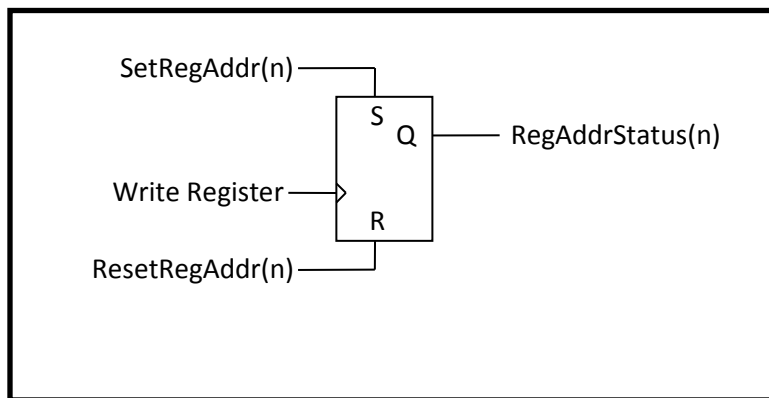 SetRegAddr(n)
S
Q
RegAddrStatus(n)
Write Register
R
ResetRegAddr(n)